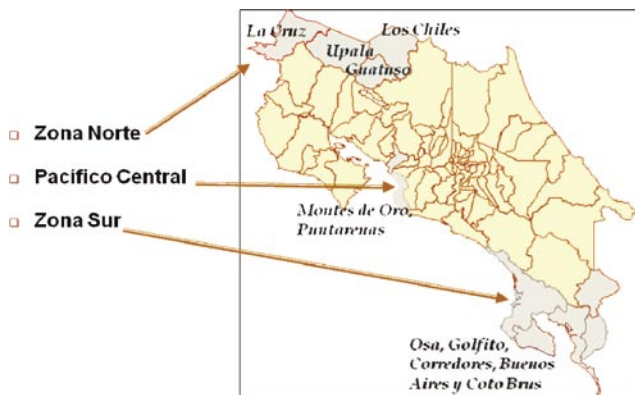 La Cruz
Los Chiles
Upala
Guatuso
Zona Norte
Pacífico Central
Zona Sur
Montes de Oro,
Puntarenas
Osa, Golfito,
Corredores, Buenos
Aires y Coto Brus